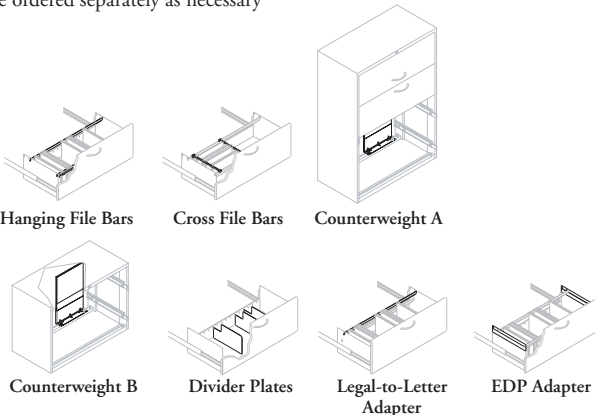 ordered separately as necessary
Hanging File Bars
Cross File Bars
Counterweight A
Counterweight B
Divider Plates
Legal-to-Letter
Adapter
EDP Adapter